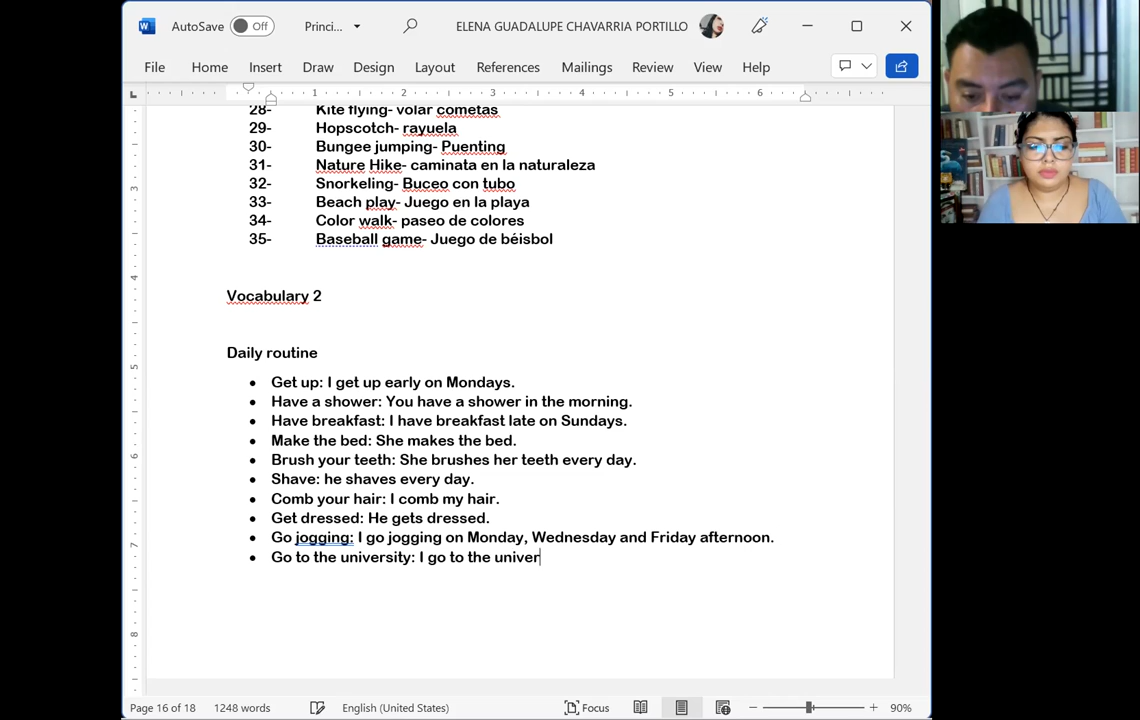 AutoSave Off Princi... ELENA GUADALUPE CHAVARRIA PORTILLO
File Home Insert Draw Design Layout References Mailings Review View Help
1 2 3 4 5 6
28- Kite flying- volar cometas
29- Hopscotch- rayuela
30- Bungee jumping- Puenting
31- Nature Hike- caminata en la naturaleza
32- Snorkeling- Buceo con tubo
33- Beach play- Juego en la playa
34- Color walk- paseo de colores
35- Baseball game- Juego de béisbol
Vocabulary 2
Daily routine
• Get up: I get up early on Mondays.
• Have a shower: You have a shower in the morning.
• Have breakfast: I have breakfast late on Sundays.
• Make the bed: She makes the bed.
• Brush your teeth: She brushes her teeth every day.
• Shave: he shaves every day.
• Comb your hair: I comb my hair.
• Get dressed: He gets dressed.
• Go jogging: I go jogging on Monday, Wednesday and Friday afternoon.
• Go to the university: I go to the univer
Page 16 of 18 1248 words English (United States) Focus 90%